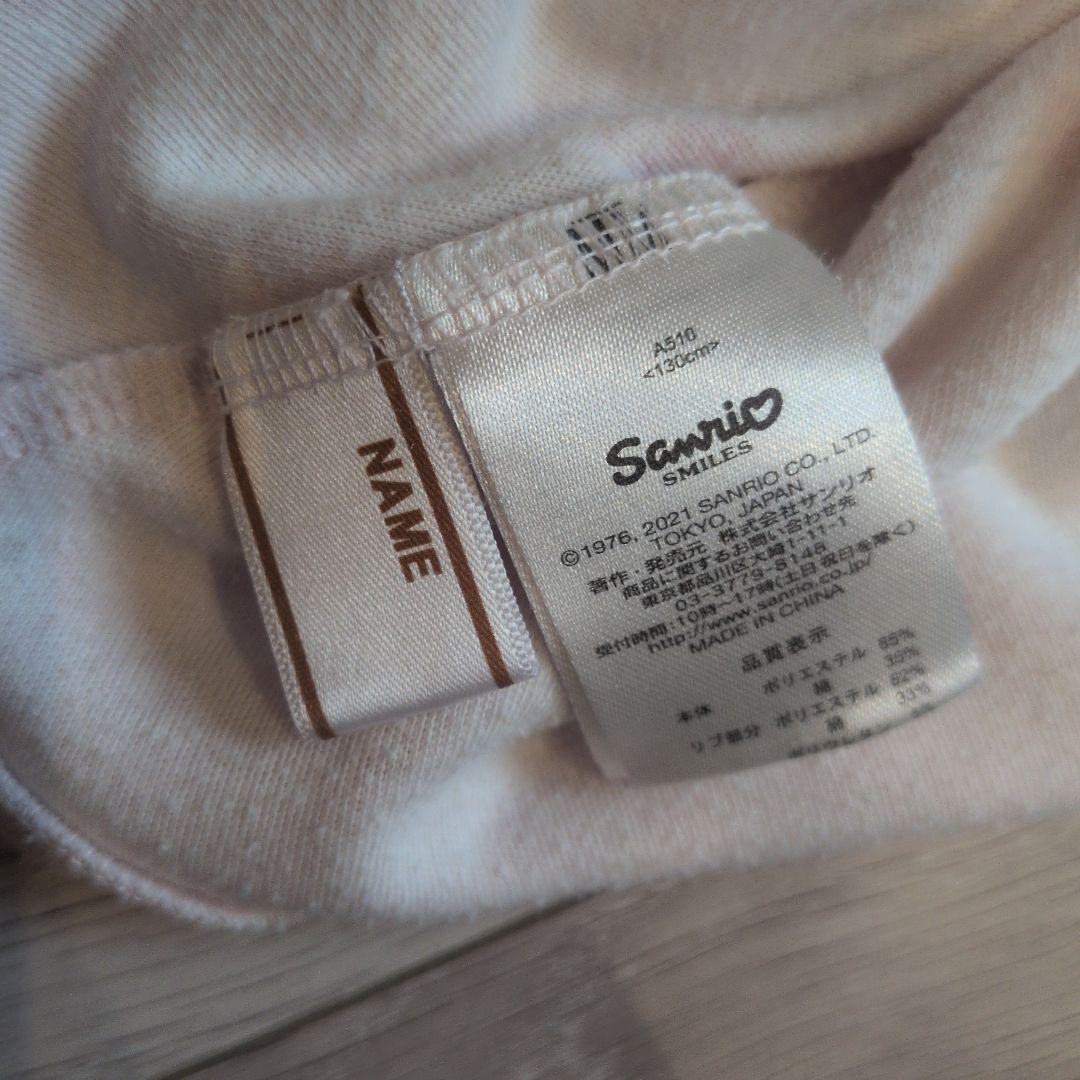 NAME
A510
<130cm>
Sanrio
SMILES
©1976, 2021 SANRIO CO., LTD.
TOKYO, JAPAN
著作・発売元 株式会社サンリオ
商品に関するお問い合わせ先
東京都品川区大崎1-11-1
03-3779-8148
受付時間:10時～17時(土日祝日を除く)
http://www.sanrio.co.jp/
MADE IN CHINA
品質表示
本体 ポリエステル 65%
綿 35%
リブ部分 ポリエステル 62%
綿 33%